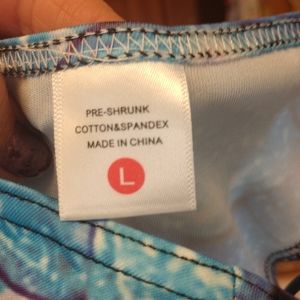 PRE-SHRUNK
COTTON&SPANDEX
MADE IN CHINA
L